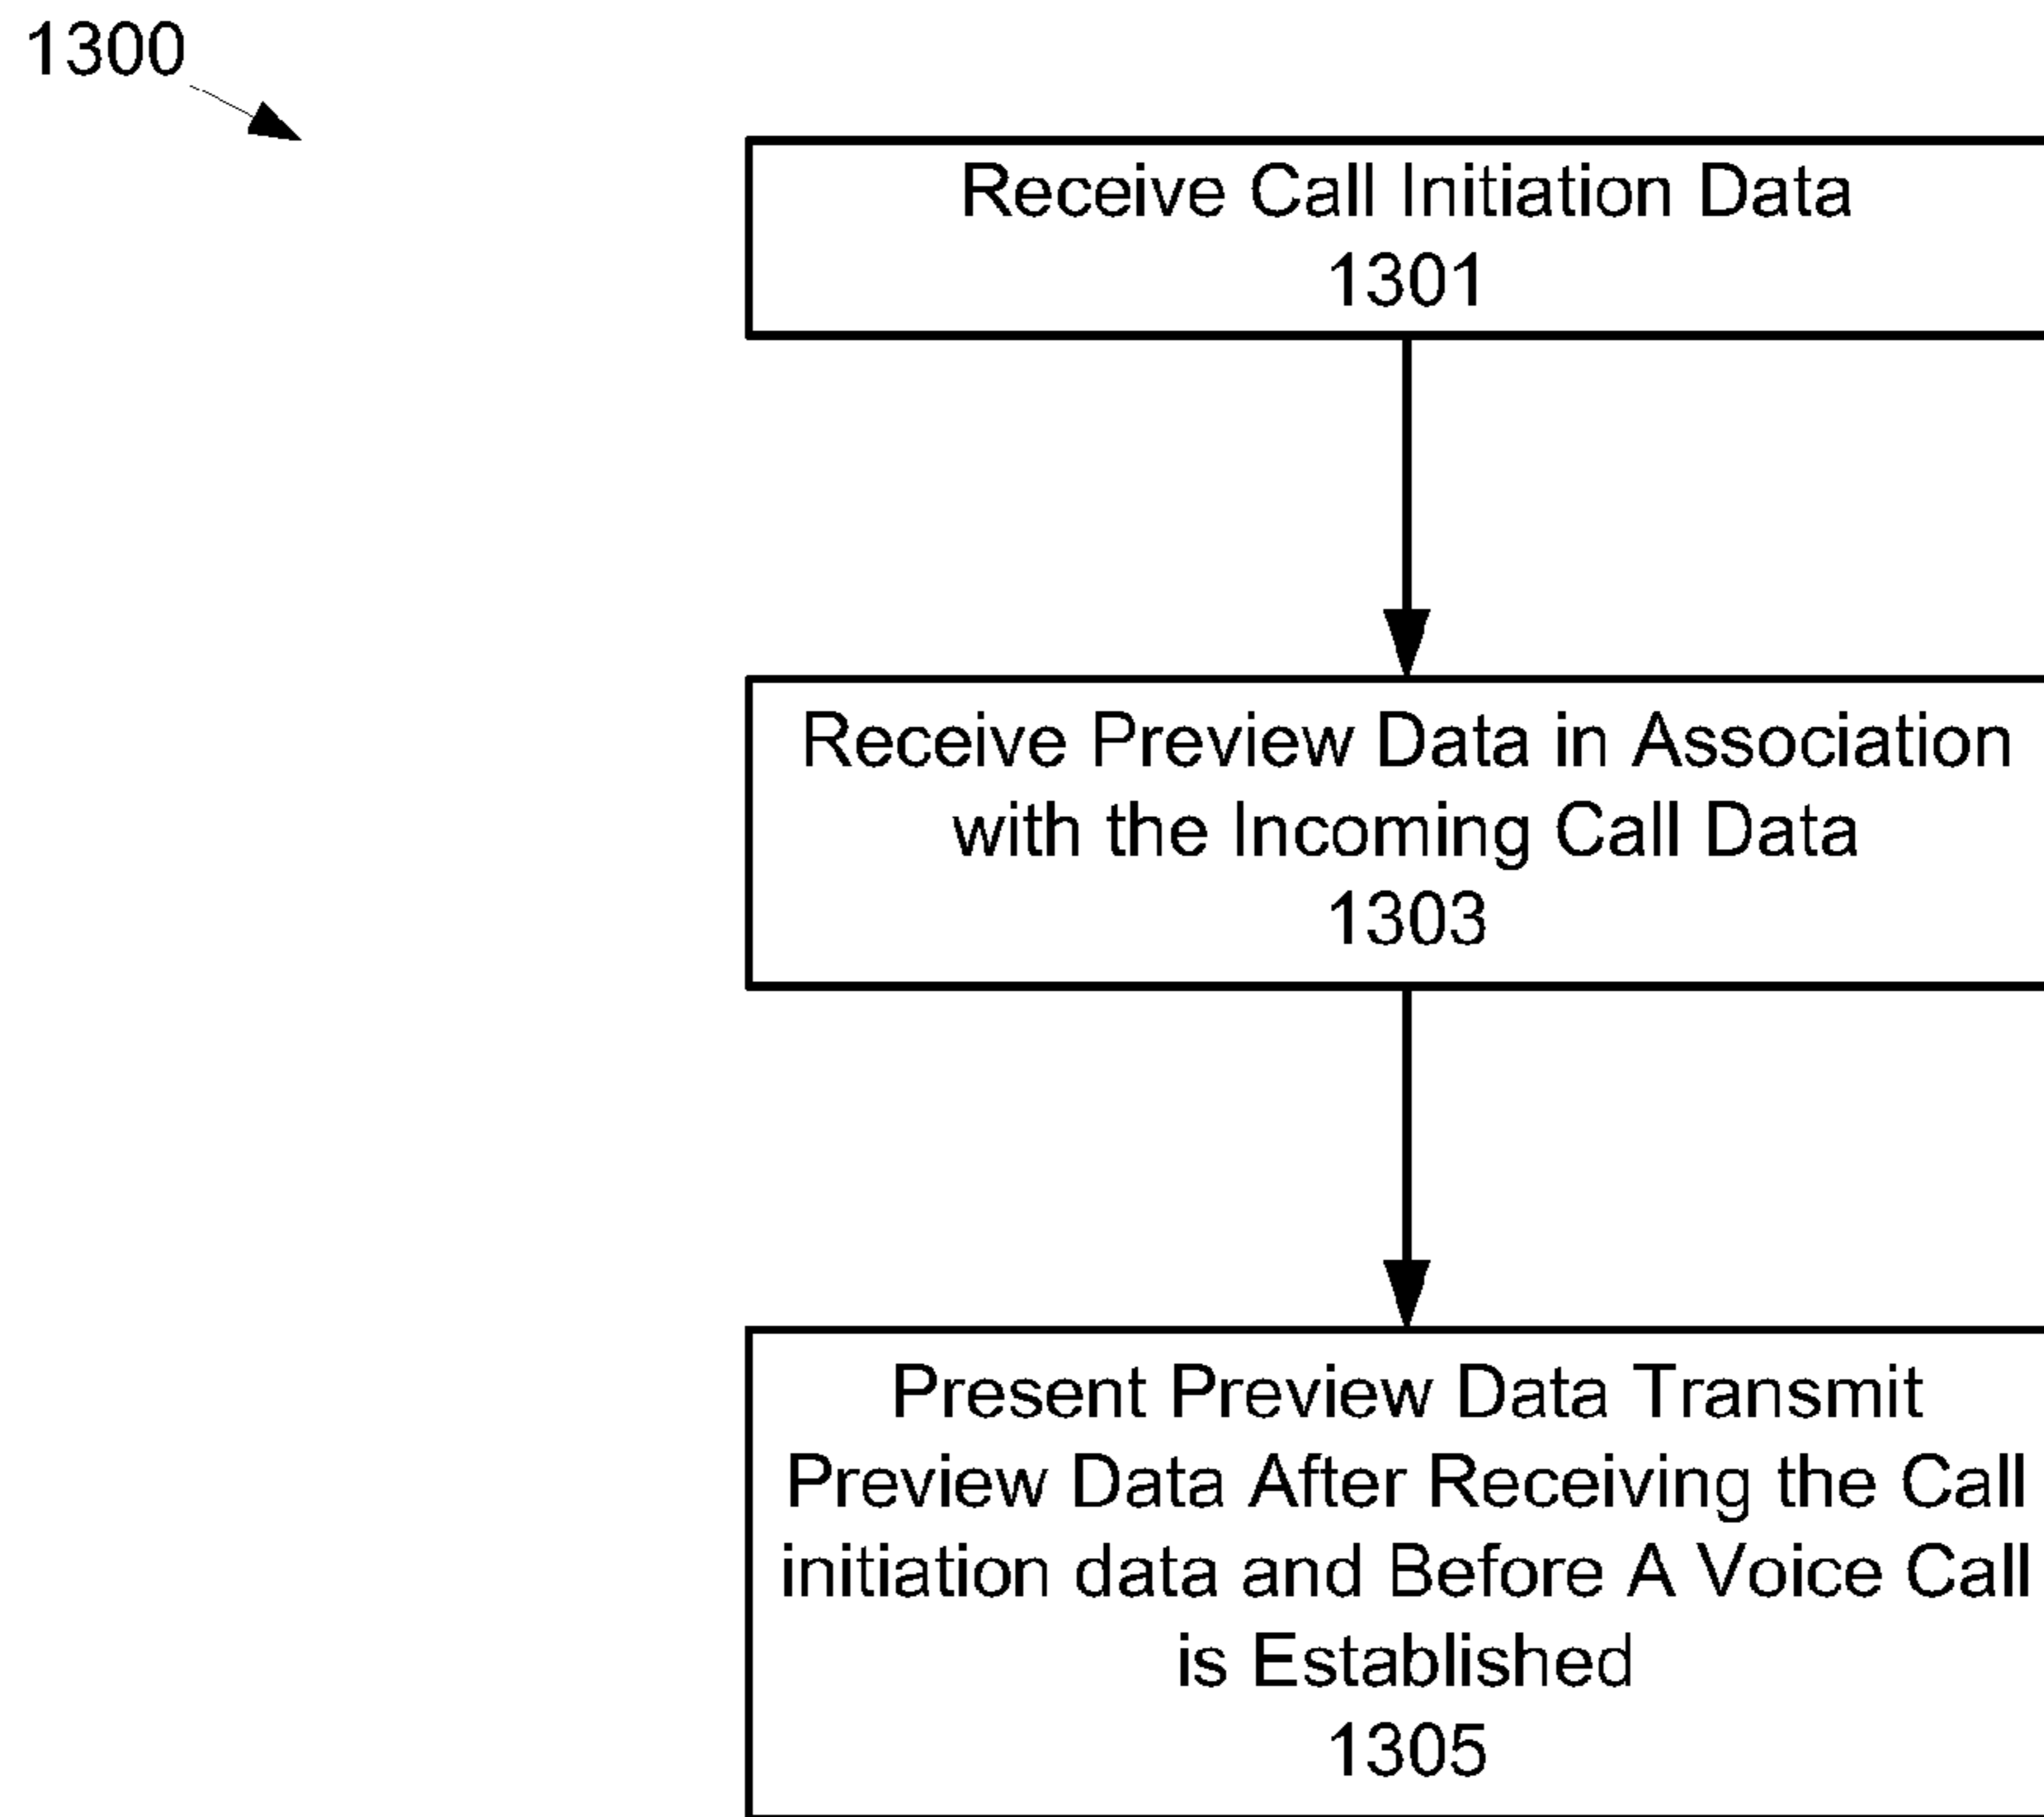 1300
Receive Call Initiation Data
1301
Receive Preview Data in Association
with the Incoming Call Data
1303
Present Preview Data Transmit
Preview Data After Receiving the Call
initiation data and Before A Voice Call
is Established
1305